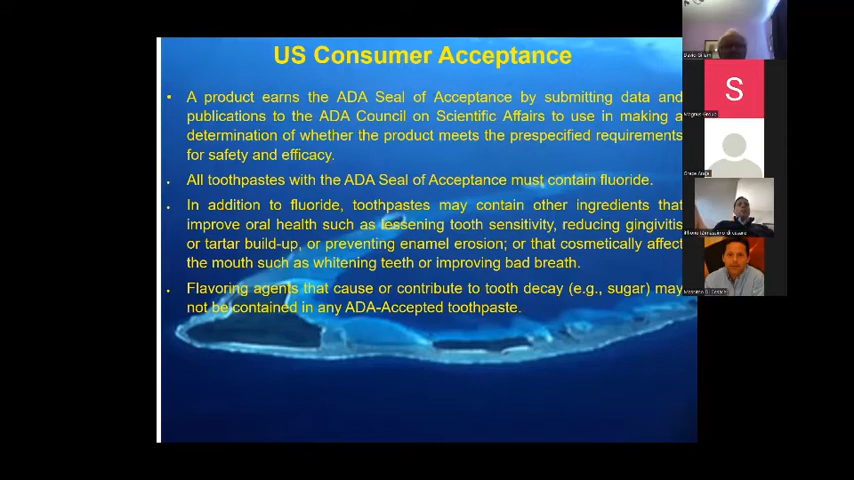 US Consumer Acceptance
• A product earns the ADA Seal of Acceptance by submitting data and
publications to the ADA Council on Scientific Affairs to use in making a
determination of whether the product meets the prespecified requirements
for safety and efficacy.
• All toothpastes with the ADA Seal of Acceptance must contain fluoride.
• In addition to fluoride, toothpastes may contain other ingredients that
improve oral health such as lessening tooth sensitivity, reducing gingivitis
or tartar build-up, or preventing enamel erosion; or that cosmetically affect
the mouth such as whitening teeth or improving bad breath.
• Flavoring agents that cause or contribute to tooth decay (e.g., sugar) may
not be contained in any ADA-Accepted toothpaste.
David
S
Magnus Group
Massimo